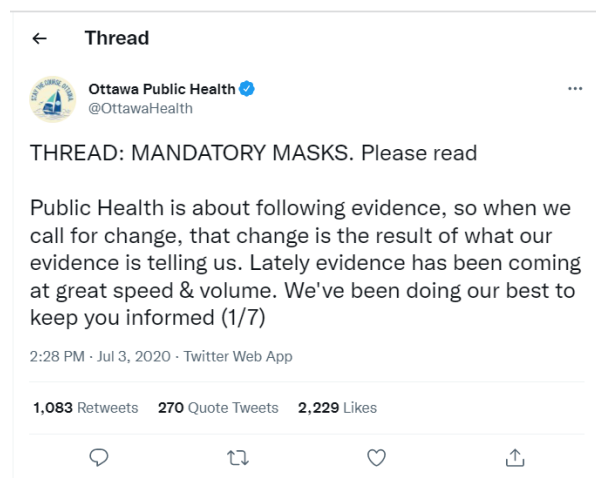 Thread
Ottawa Public Health
@OttawaHealth
THREAD: MANDATORY MASKS. Please read
Public Health is about following evidence, so when we
call for change, that change is the result of what our
evidence is telling us. Lately evidence has been coming
at great speed & volume. We've been doing our best to
keep you informed (1/7)
2:28 PM · Jul 3, 2020 · Twitter Web App
1,083 Retweets 270 Quote Tweets 2,229 Likes